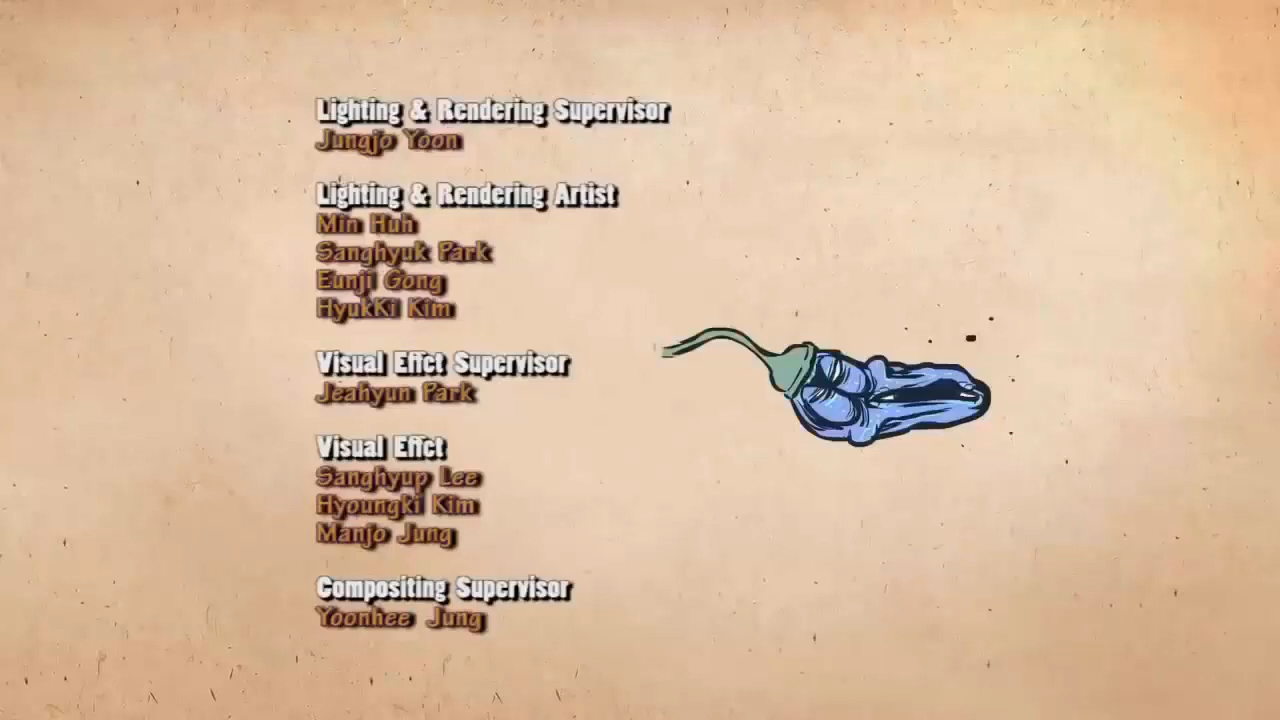 Lighting & Rendering Supervisor
Jungjo Yoon
Lighting & Rendering Artist
Min Huh
Sanghyuk Park
Eunji Gong
HyukKi Kim
Visual Effct Supervisor
Jeahyun Park
Visual Effct
Sanghyup Lee
Hyoungki Kim
Manjo Jung
Compositing Supervisor
Yoonhee Jung